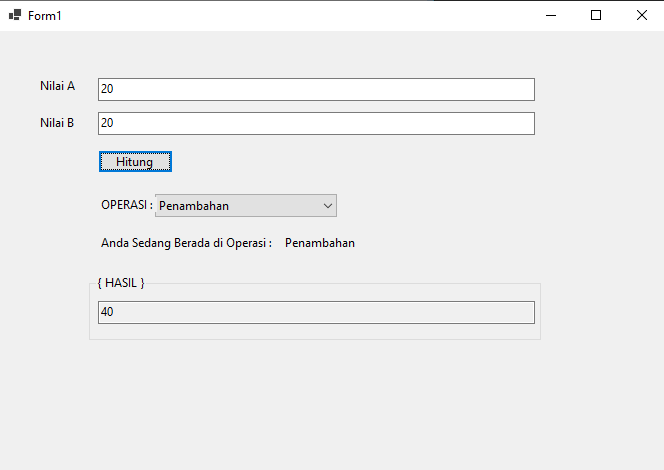 Form1
Nilai A 20
Nilai B 20
Hitung
OPERASI : Penambahan
Anda Sedang Berada di Operasi : Penambahan
{ HASIL }
40